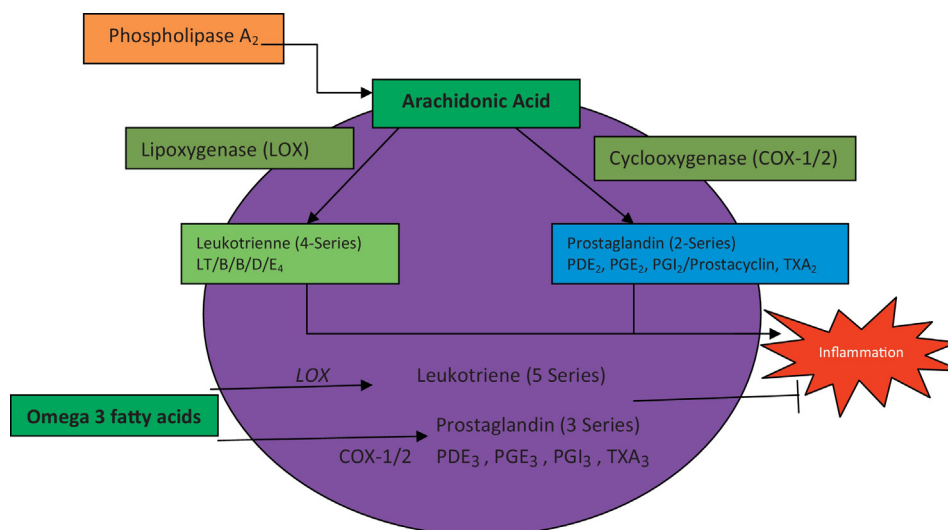 Phospholipase A₂
Arachidonic Acid
Lipoxygenase (LOX)
Cyclooxygenase (COX-1/2)
Leukotrienne (4-Series)
LT/B/B/D/E₄
Prostaglandin (2-Series)
PDE₂, PGE₂, PGI₂/Prostacyclin, TXA₂
Inflammation
LOX
Leukotriene (5 Series)
Omega 3 fatty acids
Prostaglandin (3 Series)
COX-1/2
PDE₃ , PGE₃ , PGI₃ , TXA₃